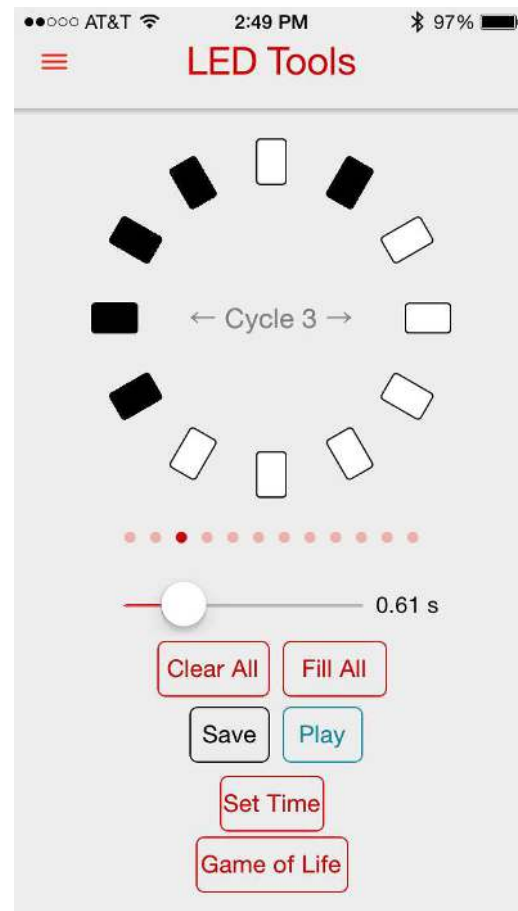 AT&T 2:49 PM 97%
LED Tools
← Cycle 3 →
0.61 s
Clear All Fill All
Save Play
Set Time
Game of Life